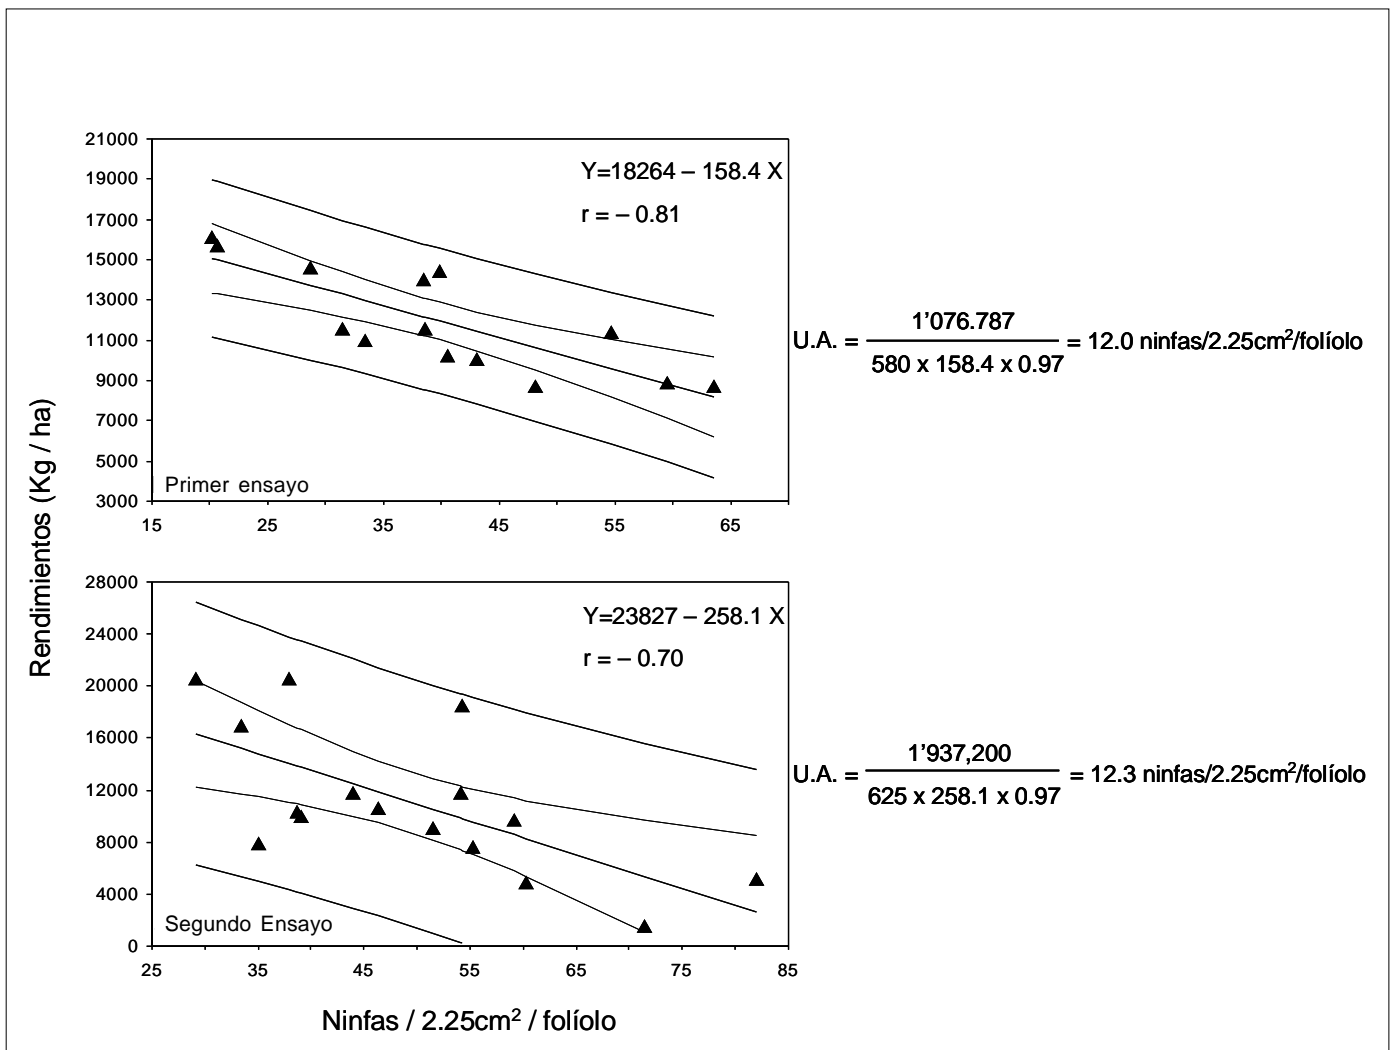 21000
19000
17000
15000
13000
11000
9000
7000
5000
3000
Y=18264 – 158.4 X
r = – 0.81
Primer ensayo
15 25 35 45 55 65
1’076.787
U.A. = = 12.0 ninfas/2.25cm²/folíolo
580 x 158.4 x 0.97
Rendimientos (Kg / ha)
28000
24000
20000
16000
12000
8000
4000
0
Y=23827 – 258.1 X
r = – 0.70
Segundo Ensayo
25 35 45 55 65 75 85
1’937,200
U.A. = = 12.3 ninfas/2.25cm²/folíolo
625 x 258.1 x 0.97
Ninfas / 2.25cm² / folíolo